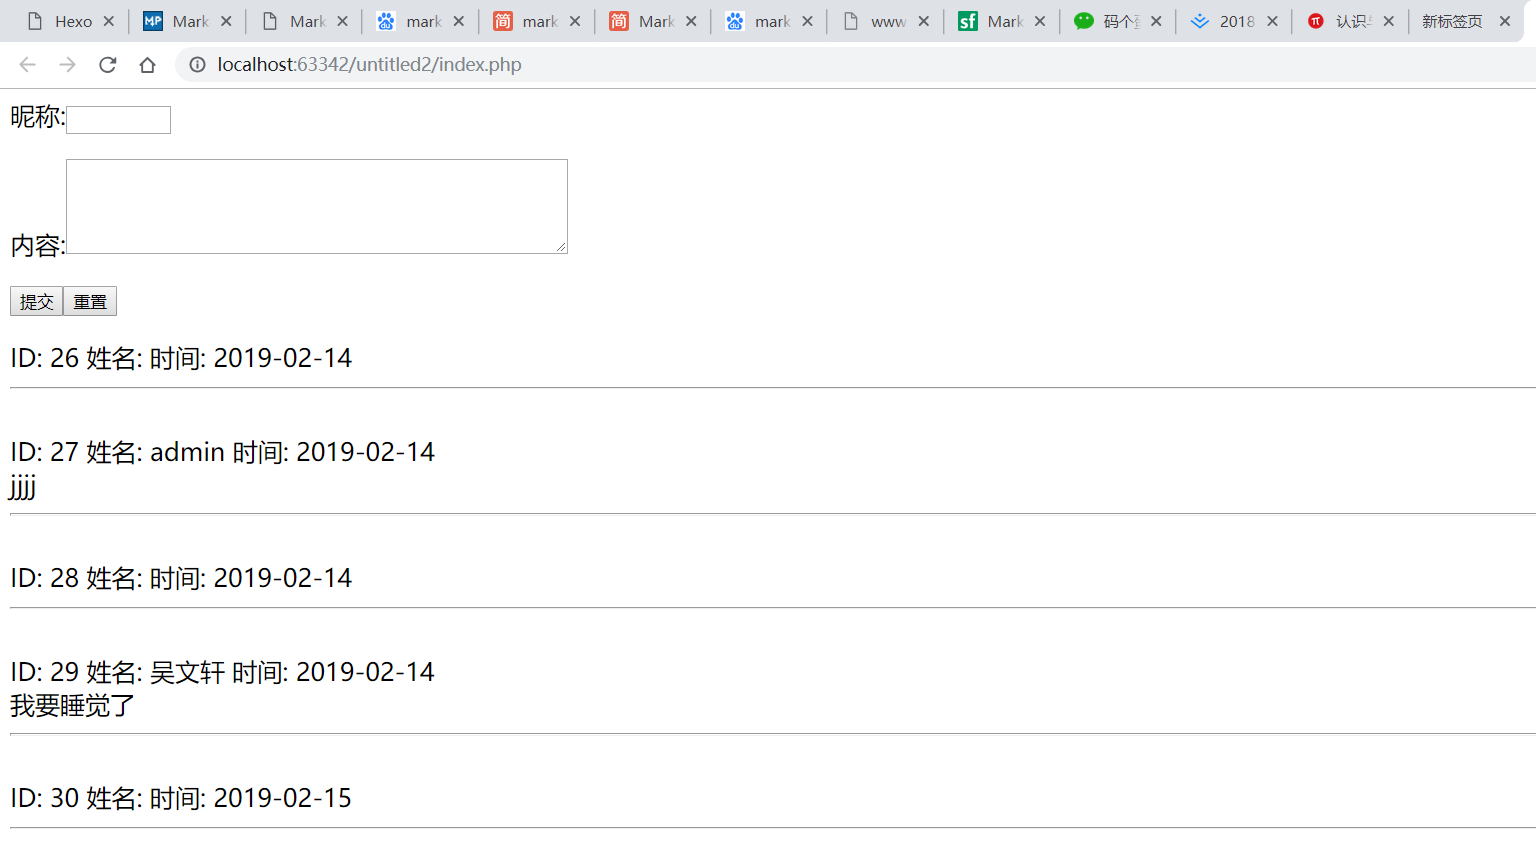 Hexo Mark Mark mark mark Mark mark www Mark 码个 2018 认识 新标签页
localhost:63342/untitled2/index.php
昵称:
内容:
提交 重置
ID: 26 姓名: 时间: 2019-02-14
ID: 27 姓名: admin 时间: 2019-02-14
jjjj
ID: 28 姓名: 时间: 2019-02-14
ID: 29 姓名: 吴文轩 时间: 2019-02-14
我要睡觉了
ID: 30 姓名: 时间: 2019-02-15